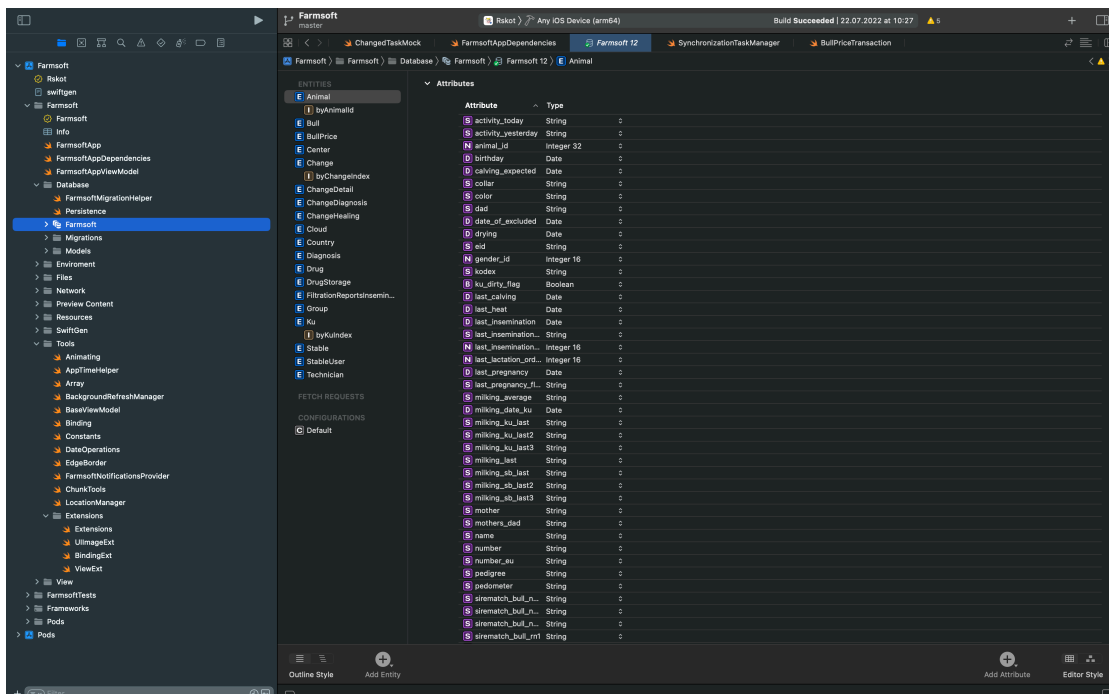 Farmsoft
master
Rskot
Any iOS Device (arm64)
Build Succeeded | 22.07.2022 at 10:27
6
ChangedTaskMock
FarmsoftAppDependencies
Farmsoft 12
SynchronizationTaskManager
BullPriceTransaction
Farmsoft
Rskot
swiftgen
Farmsoft
Farmsoft
Info
FarmsoftApp
FarmsoftAppDependencies
FarmsoftAppViewModel
Database
FarmsoftMigrationHelper
Persistence
Farmsoft
Migrations
Models
Enviroment
Files
Network
Preview Content
Resources
SwiftGen
Tools
Animating
AppTimeHelper
Array
BackgroundRefreshManager
BaseViewModel
Binding
Constants
DateOperations
EdgeBorder
FarmsoftNotificationsProvider
ChunkTools
LocationManager
Extensions
Extensions
UIImageExt
BindingExt
ViewExt
View
FarmsoftTests
Frameworks
Pods
Pods
Filter
Farmsoft
Farmsoft
Database
Farmsoft
Farmsoft 12
E Animal
ENTITIES
E Animal
I byAnimalId
E Bull
E BullPrice
E Center
E Change
I byChangeIndex
E ChangeDetail
E ChangeDiagnosis
E ChangeHealing
E Cloud
E Country
E Diagnosis
E Drug
E DrugStorage
E FiltrationReportsInsemin...
E Group
E Ku
I byKuIndex
E Stable
E StableUser
E Technician
FETCH REQUESTS
CONFIGURATIONS
C Default
Attributes
Attribute Type
S activity_today String
S activity_yesterday String
N animal_id Integer 32
D birthday Date
D calving_expected Date
S collar String
S color String
S dad String
D date_of_excluded Date
D drying Date
S eid String
N gender_id Integer 16
S kodex String
B ku_dirty_flag Boolean
D last_calving Date
D last_heat Date
D last_insemination Date
S last_insemination... String
N last_insemination... Integer 16
N last_lactation_ord... Integer 16
D last_pregnancy Date
S last_pregnancy_fl... String
S milking_average String
D milking_date_ku Date
S milking_ku_last String
S milking_ku_last2 String
S milking_ku_last3 String
S milking_last String
S milking_sb_last String
S milking_sb_last2 String
S milking_sb_last3 String
S mother String
S mothers_dad String
S name String
S number String
S number_eu String
S pedigree String
S pedometer String
S sirematch_bull_n... String
S sirematch_bull_n... String
S sirematch_bull_n... String
S sirematch_bull_rn1 String
Outline Style
Add Entity
Add Attribute
Editor Style